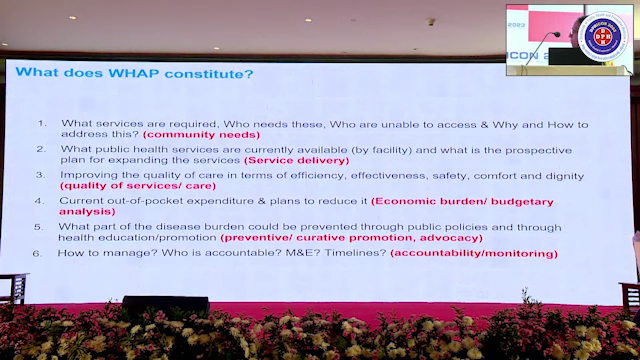 What does WHAP constitute?
1. What services are required, Who needs these, Who are unable to access & Why and How to
address this? (community needs)
2. What public health services are currently available (by facility) and what is the prospective
plan for expanding the services (Service delivery)
3. Improving the quality of care in terms of efficiency, effectiveness, safety, comfort and dignity
(quality of services/ care)
4. Current out-of-pocket expenditure & plans to reduce it (Economic burden/ budgetary
analysis)
5. What part of the disease burden could be prevented through public policies and through
health education/promotion (preventive/ curative promotion, advocacy)
6. How to manage? Who is accountable? M&E? Timelines? (accountability/monitoring)
2023
ICON 2
DPH